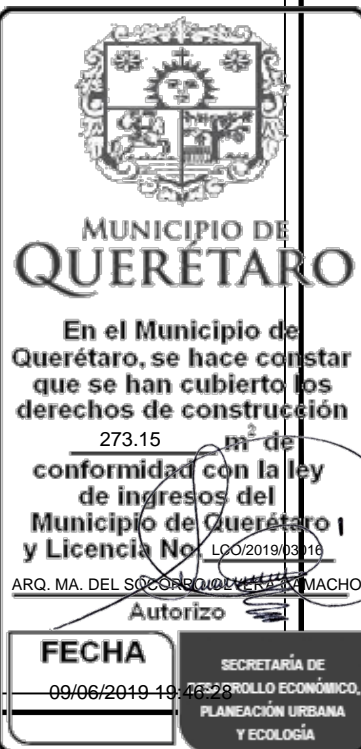 MUNICIPIO DE
QUERÉTARO
En el Municipio de
Querétaro, se hace constar
que se han cubierto los
derechos de construcción
273.15 m² de
conformidad con la ley
de ingresos del
Municipio de Querétaro
y Licencia No. LCO/2019/03016
ARQ. MA. DEL SOCORRO CAMACHO
Autorizo
FECHA
09/06/2019 19:46:28
SECRETARÍA DE
DESARROLLO ECONÓMICO,
PLANEACIÓN URBANA
Y ECOLOGÍA